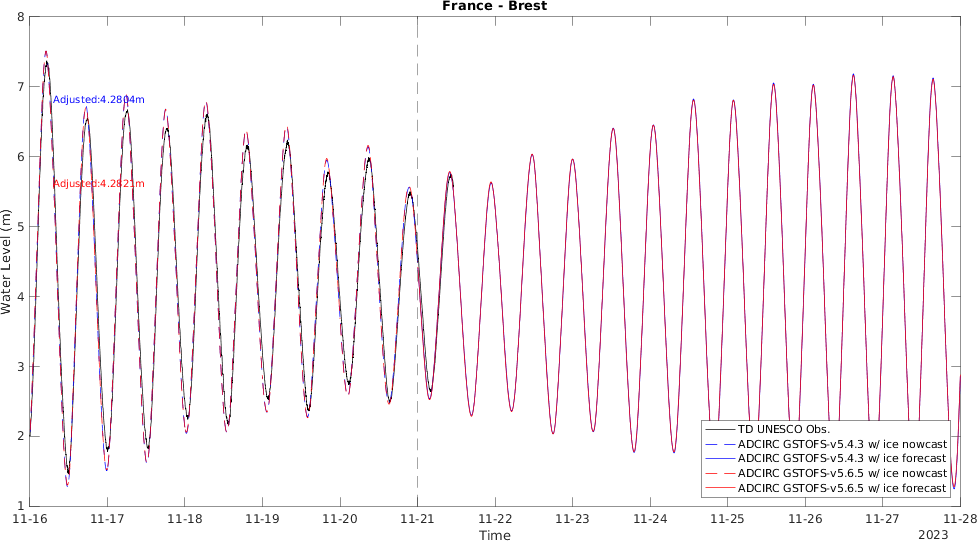 France - Brest
8
7
6
5
4
3
2
1
Water Level (m)
Adjusted:4.2804m
Adjusted:4.2821m
TD UNESCO Obs.
ADCIRC GSTOFS-v5.4.3 w/ ice nowcast
ADCIRC GSTOFS-v5.4.3 w/ ice forecast
ADCIRC GSTOFS-v5.6.5 w/ ice nowcast
ADCIRC GSTOFS-v5.6.5 w/ ice forecast
11-16 11-17 11-18 11-19 11-20 11-21 11-22 11-23 11-24 11-25 11-26 11-27 11-28
Time
2023